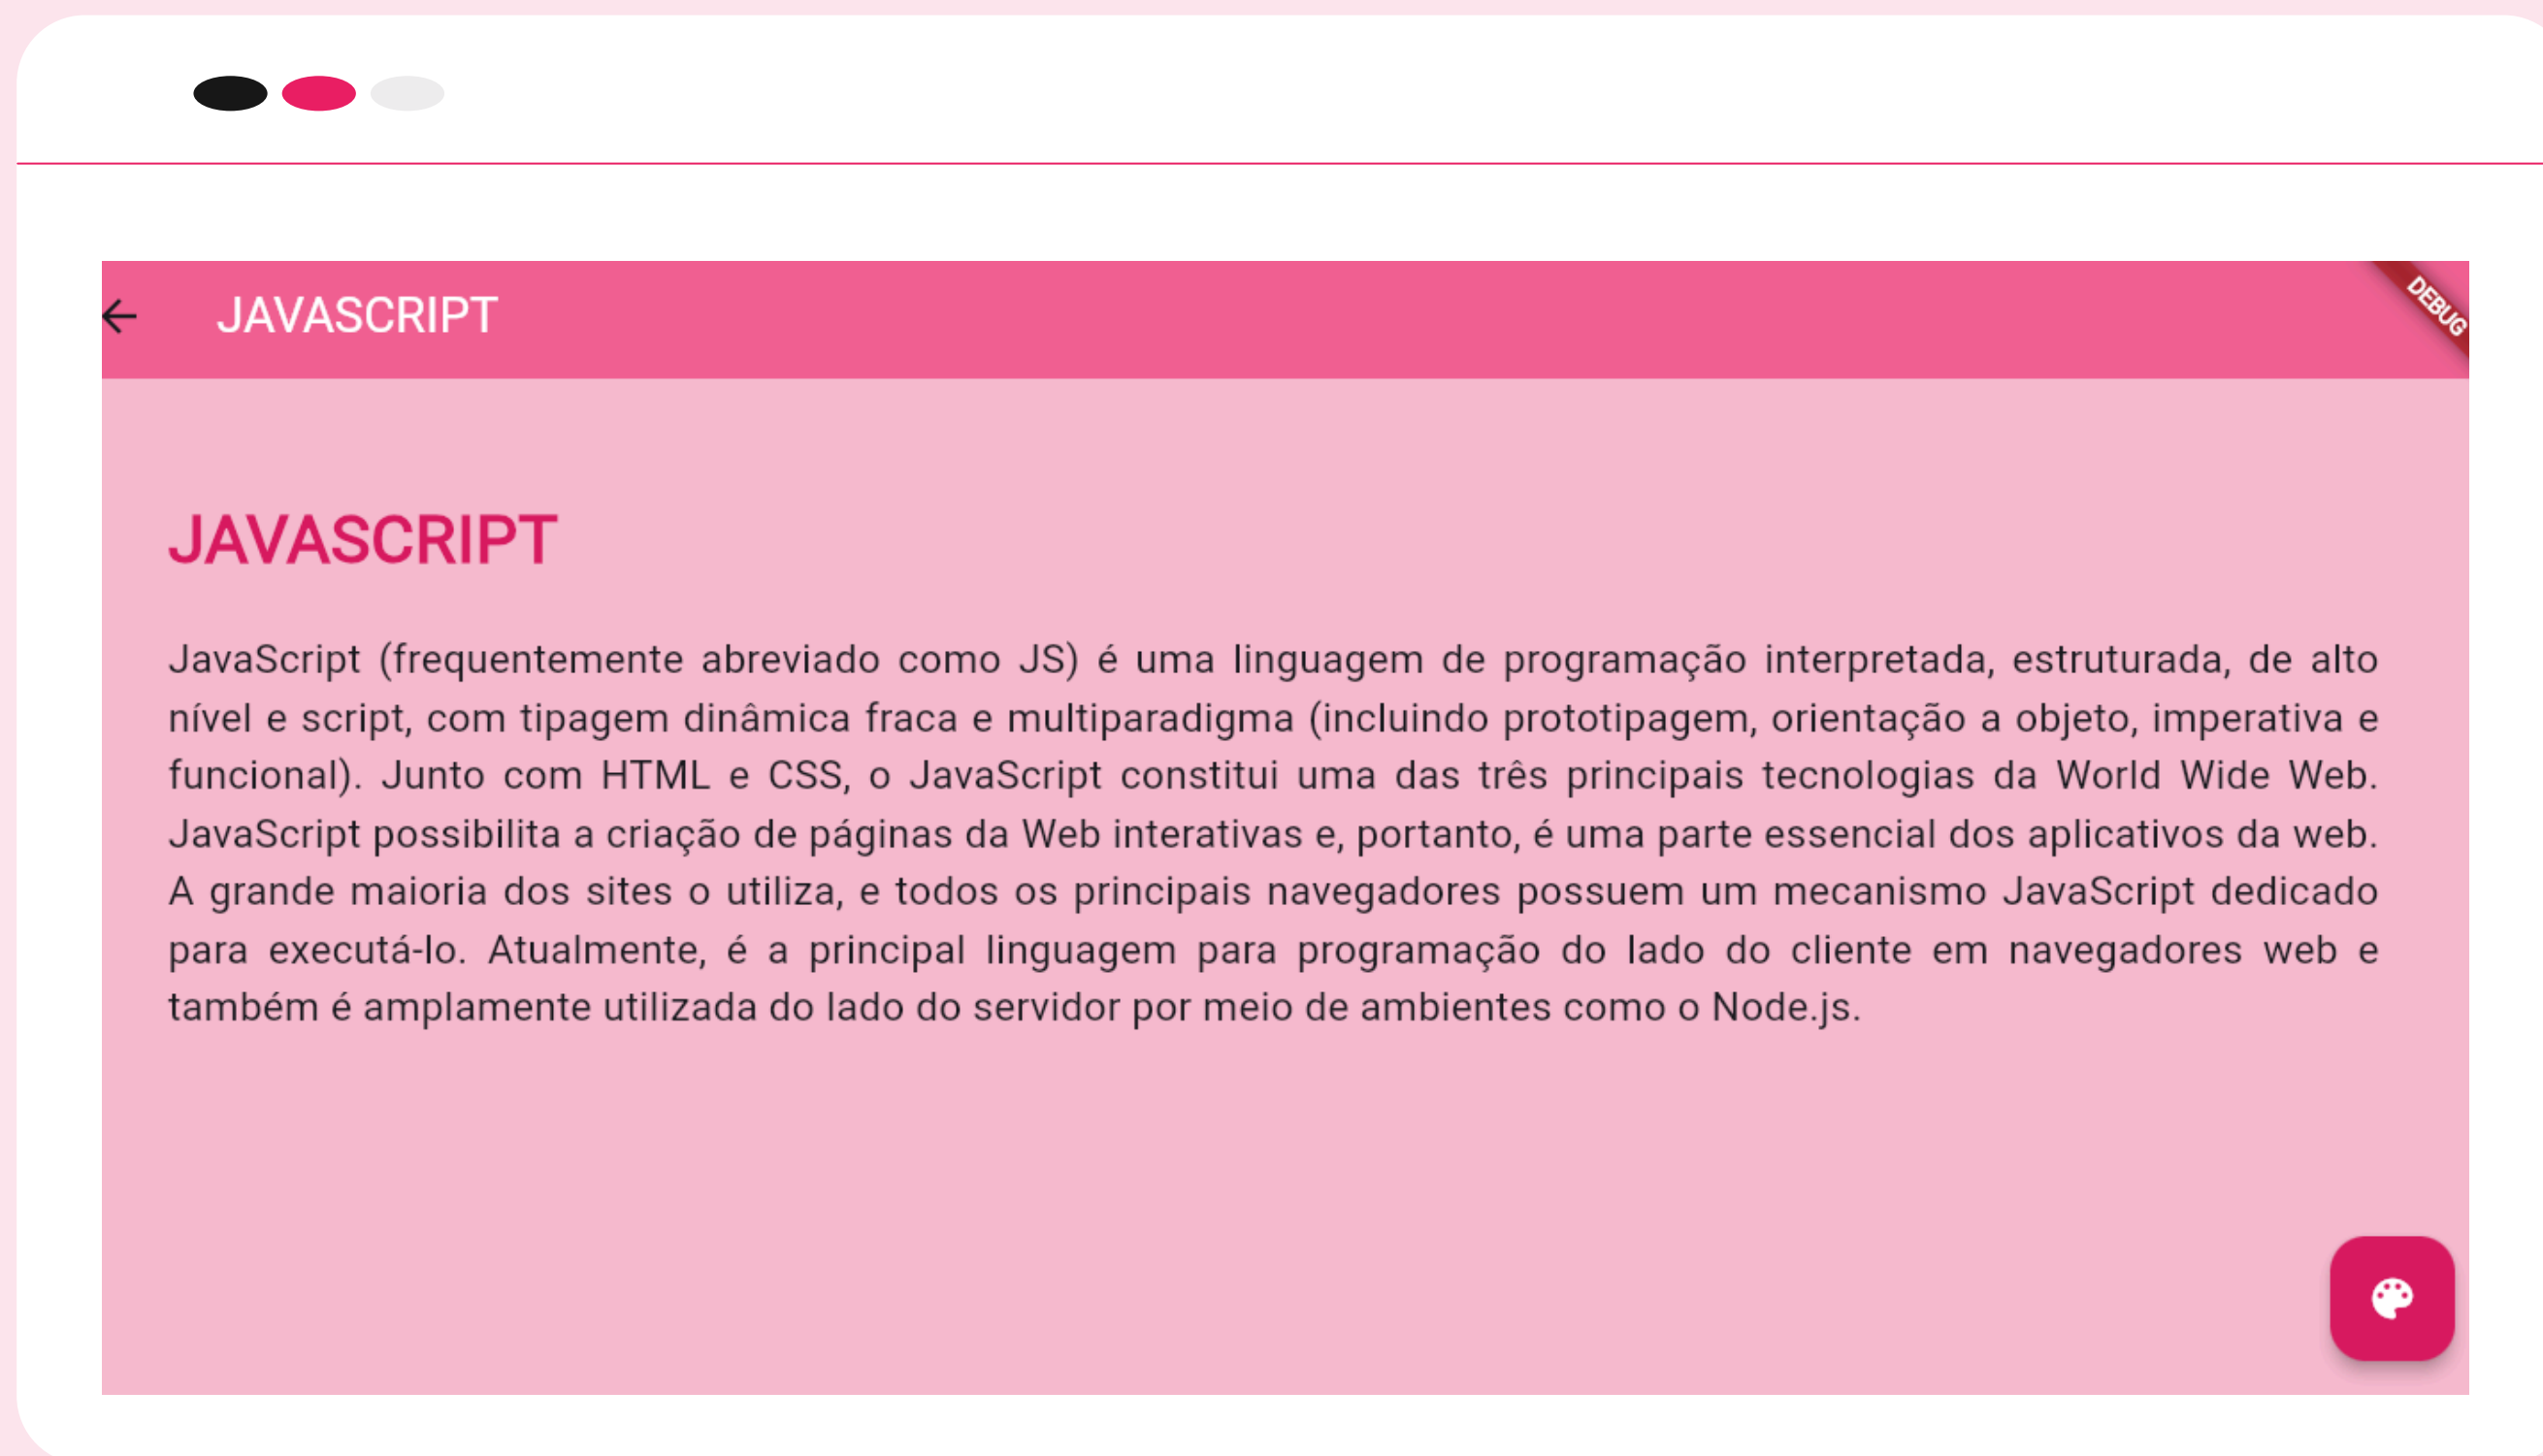 JAVASCRIPT
DEBUG
JAVASCRIPT
JavaScript (frequentemente abreviado como JS) é uma linguagem de programação interpretada, estruturada, de alto
nível e script, com tipagem dinâmica fraca e multiparadigma (incluindo prototipagem, orientação a objeto, imperativa e
funcional). Junto com HTML e CSS, o JavaScript constitui uma das três principais tecnologias da World Wide Web.
JavaScript possibilita a criação de páginas da Web interativas e, portanto, é uma parte essencial dos aplicativos da web.
A grande maioria dos sites o utiliza, e todos os principais navegadores possuem um mecanismo JavaScript dedicado
para executá-lo. Atualmente, é a principal linguagem para programação do lado do cliente em navegadores web e
também é amplamente utilizada do lado do servidor por meio de ambientes como o Node.js.